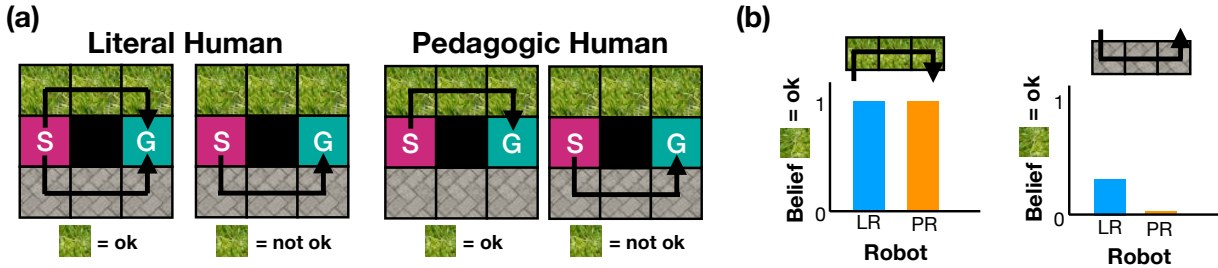 (a)
Literal Human
Pedagogic Human
S G
S G
S G
S G
= ok
= not ok
= ok
= not ok
(b)
Belief = ok
1
0
LR PR
Robot
Belief = ok
1
0
LR PR
Robot